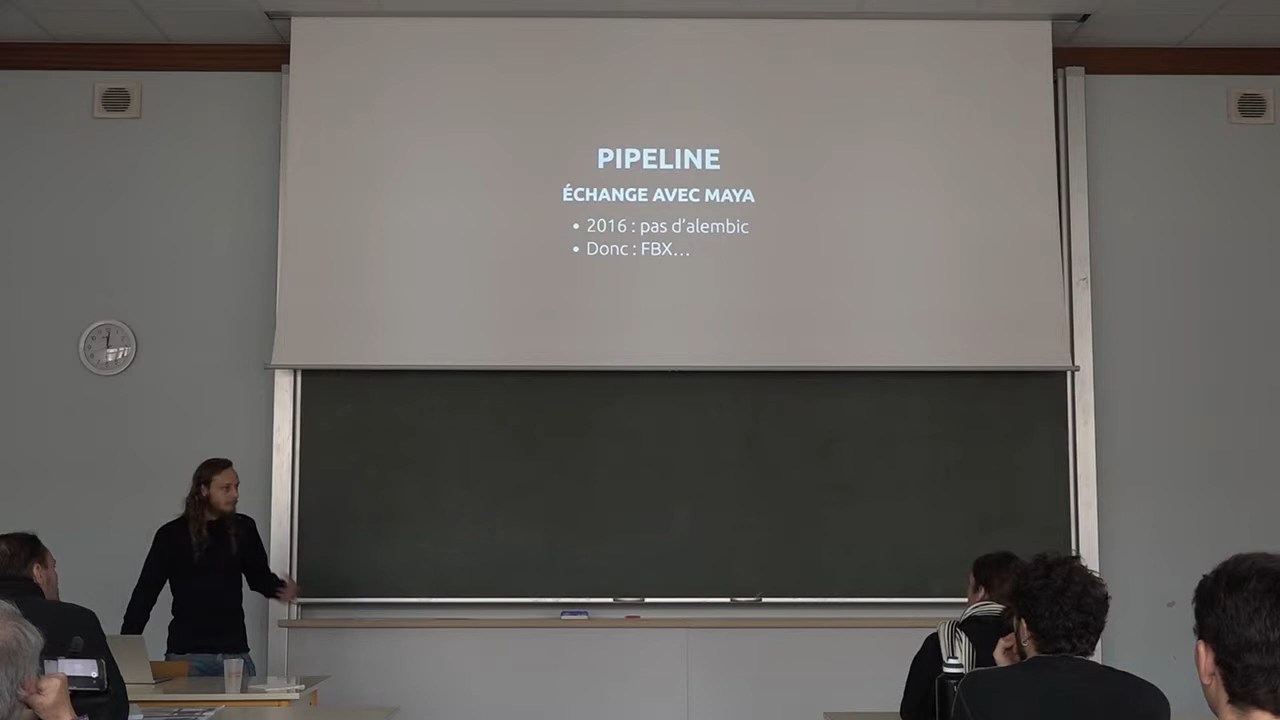 PIPELINE
ÉCHANGE AVEC MAYA
• 2016 : pas d’alembic
• Donc : FBX…